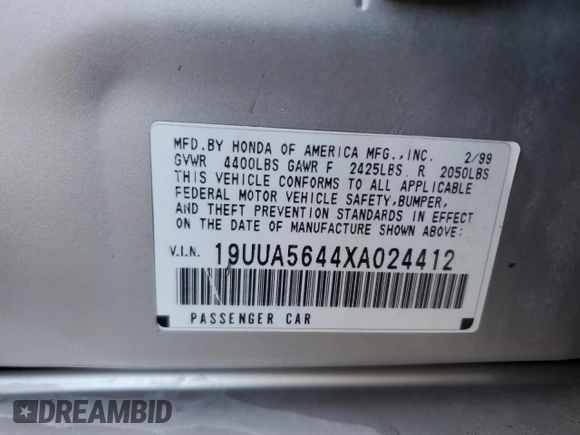 MFD.BY HONDA OF AMERICA MFG.,INC. 2/99
GVWR 4400LBS GAWR F 2425LBS R 2050LBS
THIS VEHICLE CONFORMS TO ALL APPLICABLE
FEDERAL MOTOR VEHICLE SAFETY,BUMPER,
AND THEFT PREVENTION STANDARDS IN EFFECT
ON THE DATE OF MANUFACTURE SHOWN ABOVE:
V.I.N. 19UUA5644XA024412
PASSENGER CAR
DREAMBID